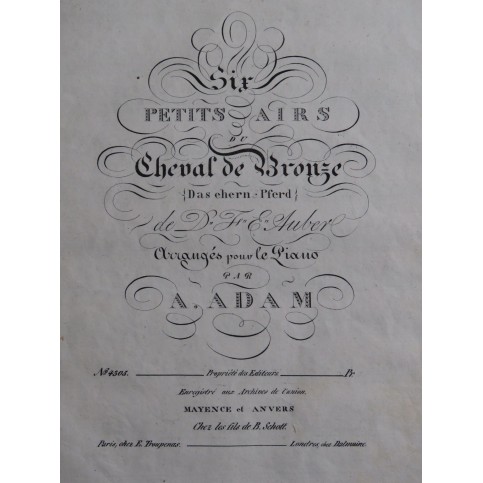 Six
PETITS AIRS
DU
Cheval de Bronze
{Das ehern. Pferd}
de D. F. E. Auber
Arrangés pour le Piano
PAR
A. ADAM
No. 4505. Propriété des Editeurs Pr
Enregistré aux Archives de l'union.
MAYENCE et ANVERS
Chez les fils de B. Schott.
Paris, chez E. Troupenas. Londres, chez Dalmaine.